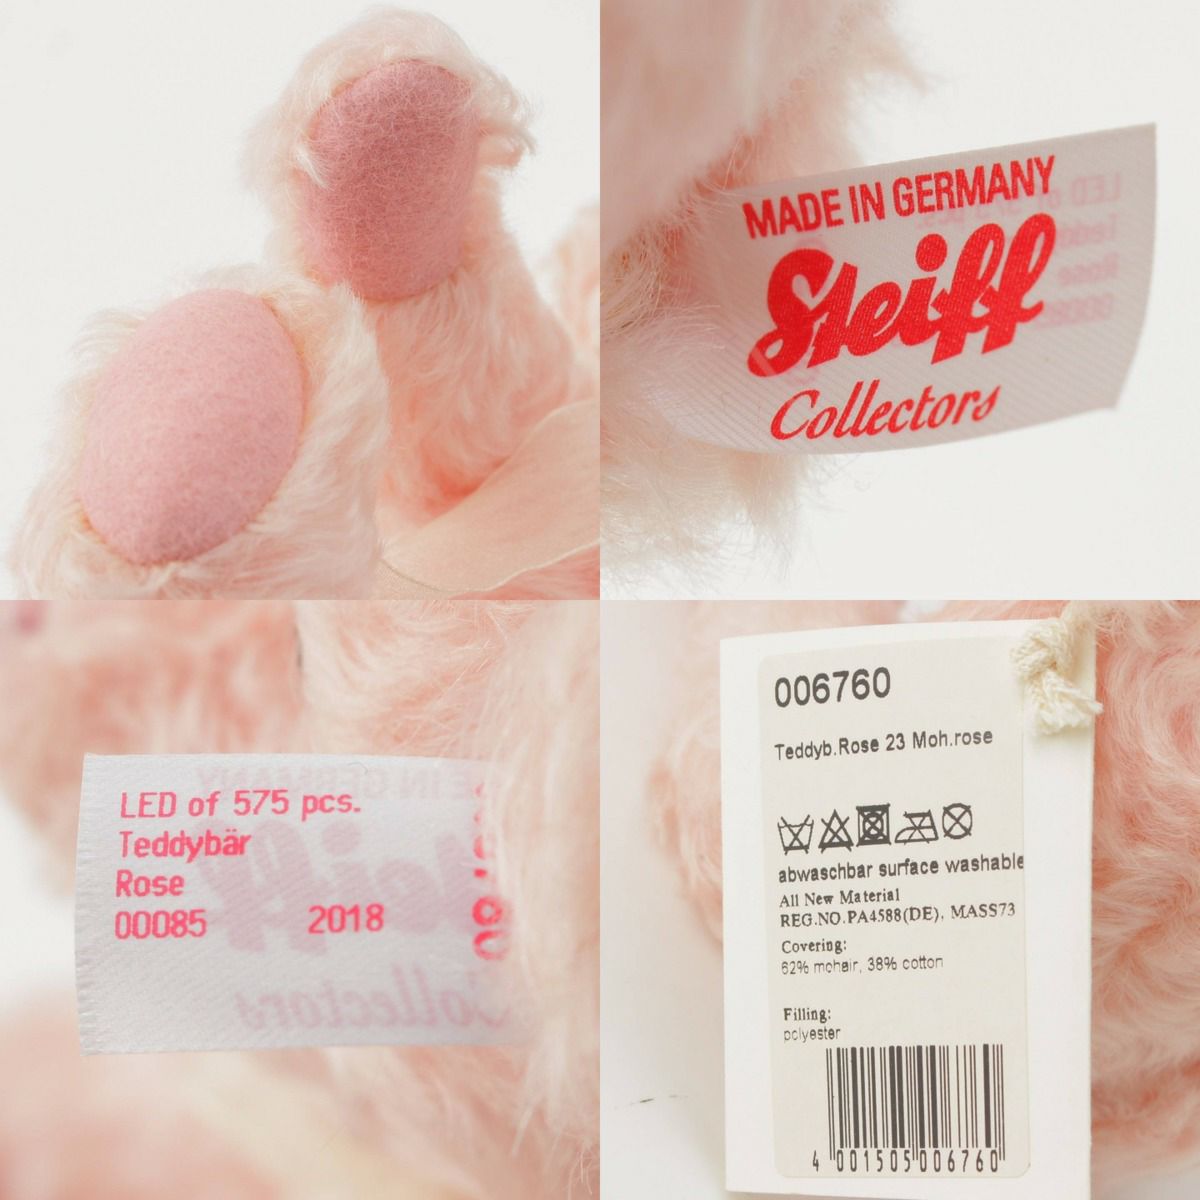 MADE IN GERMANY
Steiff
Collectors
LED of 575 pcs.
Teddybär
Rose
00085 2018
006760
Teddyb.Rose 23 Moh.rose
abwaschbar surface washable
All New Material
REG.NO.PA4588(DE), MASS73
Covering:
62% mohair, 38% cotton
Filling:
polyester
4 001505 006760